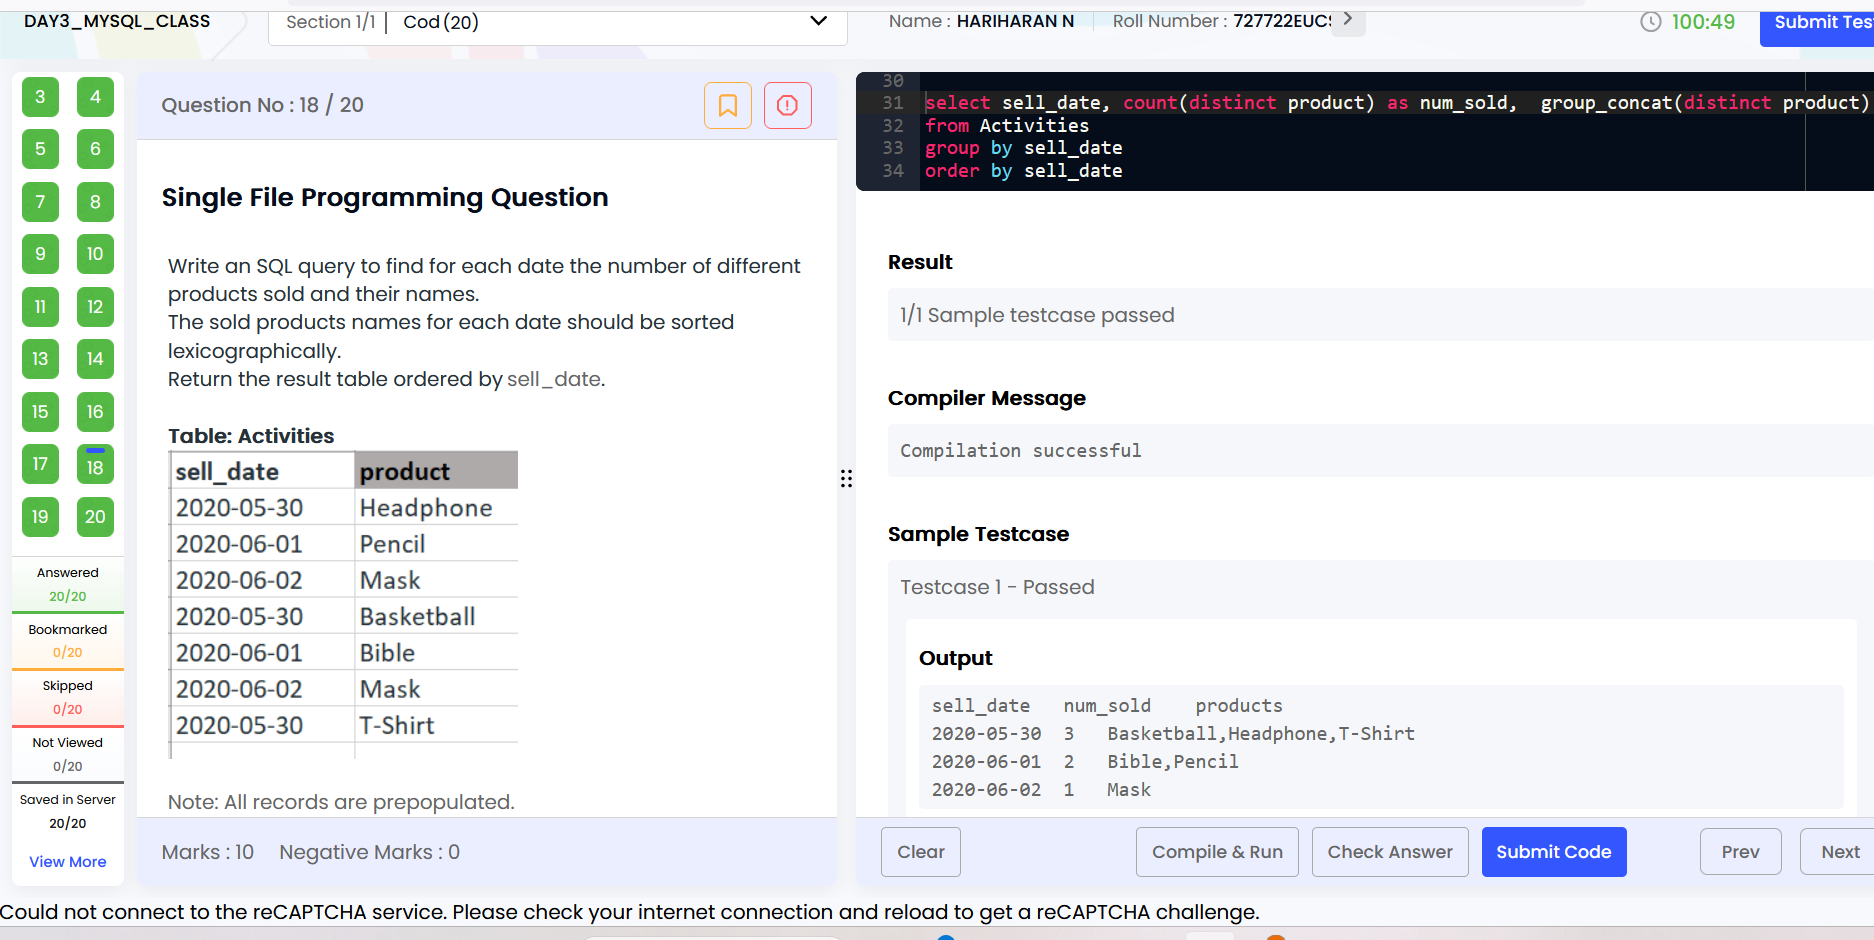 DAY3_MYSQL_CLASS
Section 1/1 | Cod (20)
Name : HARIHARAN N
Roll Number :
100:49
Submit
3 4
5 6
7 8
9 10
11 12
13 14
15 16
17 18
19 20
Answered
20/20
Bookmarked
0/20
Skipped
0/20
Not Viewed
0/20
Saved in Server
20/20
View More
Question No : 18 / 20
Single File Programming Question
Write an SQL query to find for each date the number of different
products sold and their names.
The sold products names for each date should be sorted
lexicographically.
Return the result table ordered by sell_date.
Table: Activities
sell_date product
2020-05-30 Headphone
2020-06-01 Pencil
2020-06-02 Mask
2020-05-30 Basketball
2020-06-01 Bible
2020-06-02 Mask
2020-05-30 T-Shirt
Note: All records are prepopulated.
Marks : 10 Negative Marks : 0
30
31 select sell_date, count(distinct product) as num_sold, group_concat(distinct product)
32 from Activities
33 group by sell_date
34 order by sell_date
Result
1/1 Sample testcase passed
Compiler Message
Compilation successful
Sample Testcase
Testcase 1 - Passed
Output
sell_date num_sold products
2020-05-30 3 Basketball,Headphone,T-Shirt
2020-06-01 2 Bible,Pencil
2020-06-02 1 Mask
Clear Compile & Run Check Answer Submit Code Prev Next
Could not connect to the reCAPTCHA service. Please check your internet connection and reload to get a reCAPTCHA challenge.